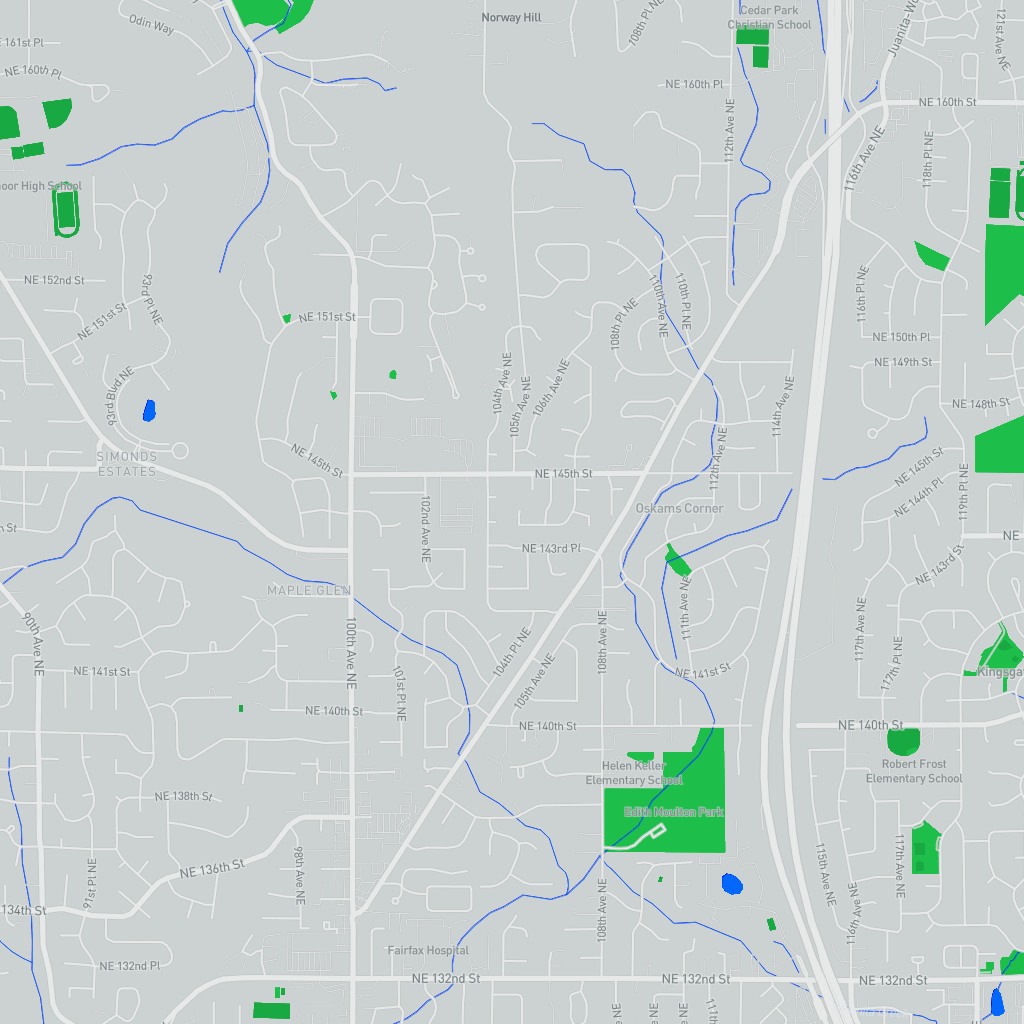 Norway Hill
Cedar Park
Christian School
Odin Way
108th Pl NE
Juanita-Wo
121st Ave NE
NE 161st Pl
NE 160th Pl
NE 160th Pl
NE 160th St
112th Ave NE
116th Ave NE
118th Pl NE
moor High School
NE 152nd St
93rd Pl NE
NE 151st St
NE 151st St
110th Ave NE
110th Pl NE
108th Pl NE
116th Pl NE
NE 150th Pl
NE 149th St
NE 148th St
93rd Blvd NE
104th Ave NE
105th Ave NE
106th Ave NE
114th Ave NE
112th Ave NE
SIMONDS
ESTATES
NE 145th St
NE 145th St
NE 145th St
NE 144th Pl
119th Pl NE
Oskams Corner
102nd Ave NE
NE 143rd Pl
NE 143rd St
NE
h St
MAPLE GLEN
90th Ave NE
100th Ave NE
101st Pl NE
104th Pl NE
105th Ave NE
108th Ave NE
111th Ave NE
117th Ave NE
117th Pl NE
NE 141st St
NE 141st St
Kingsga
NE 140th St
NE 140th St
NE 140th St
Helen Keller
Elementary School
Robert Frost
Elementary School
NE 138th St
Edith Moulton Park
NE 136th St
98th Ave NE
91st Pl NE
115th Ave NE
117th Ave NE
116th Ave NE
108th Ave NE
134th St
Fairfax Hospital
NE 132nd Pl
NE 132nd St
NE 132nd St
NE 132nd St
NE
NE
NE
111th